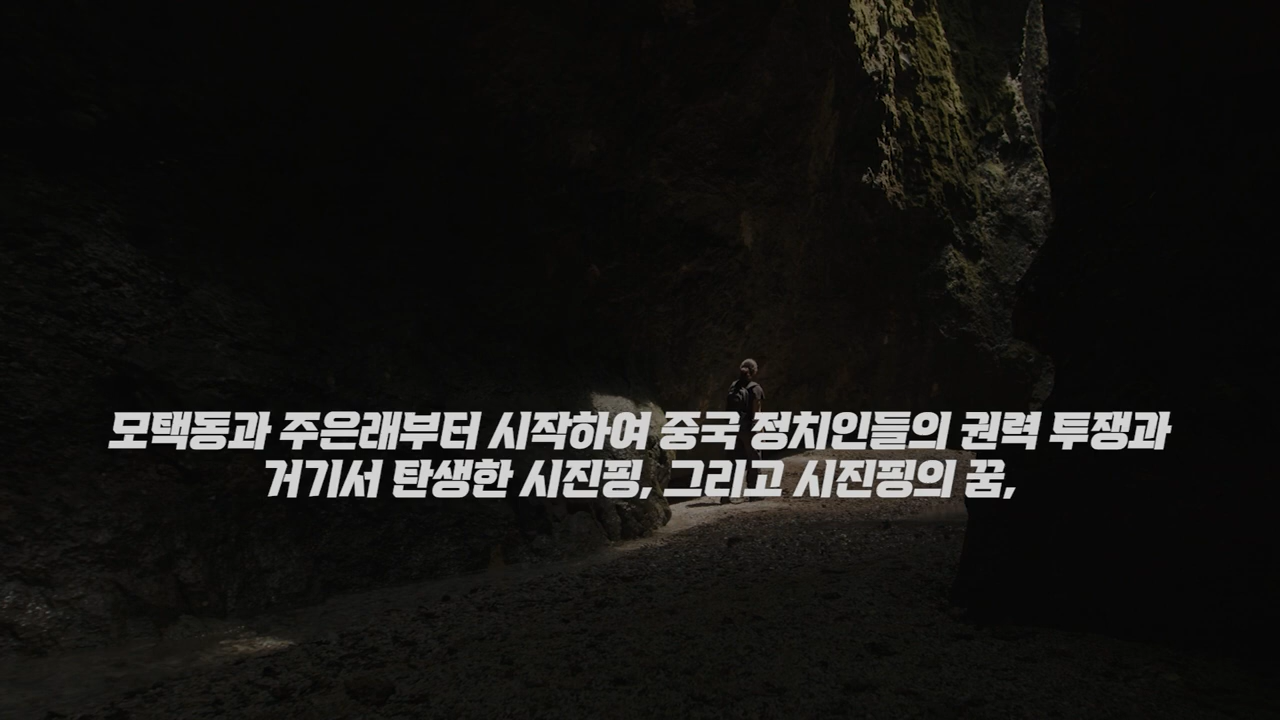 모택동과 주은래부터 시작하여 중국 정치인들의 권력 투쟁과
거기서 탄생한 시진핑, 그리고 시진핑의 꿈,